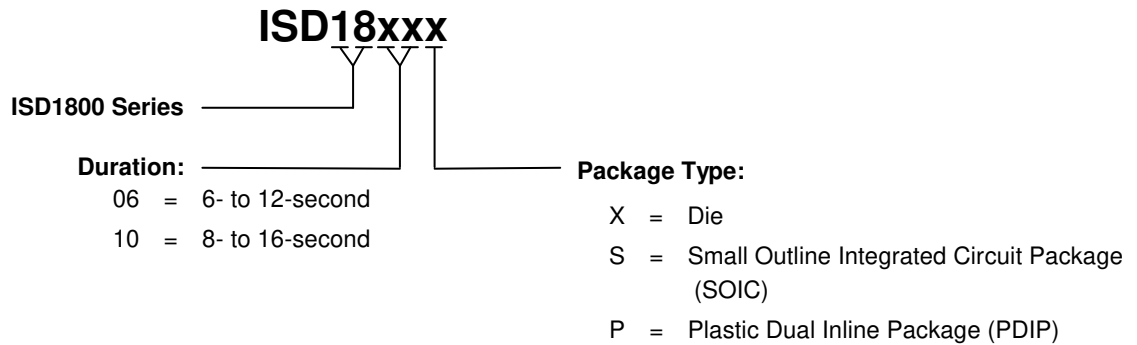 ISD18xxx
ISD1800 Series
Duration:
06 = 6- to 12-second
10 = 8- to 16-second
Package Type:
X = Die
S = Small Outline Integrated Circuit Package
(SOIC)
P = Plastic Dual Inline Package (PDIP)